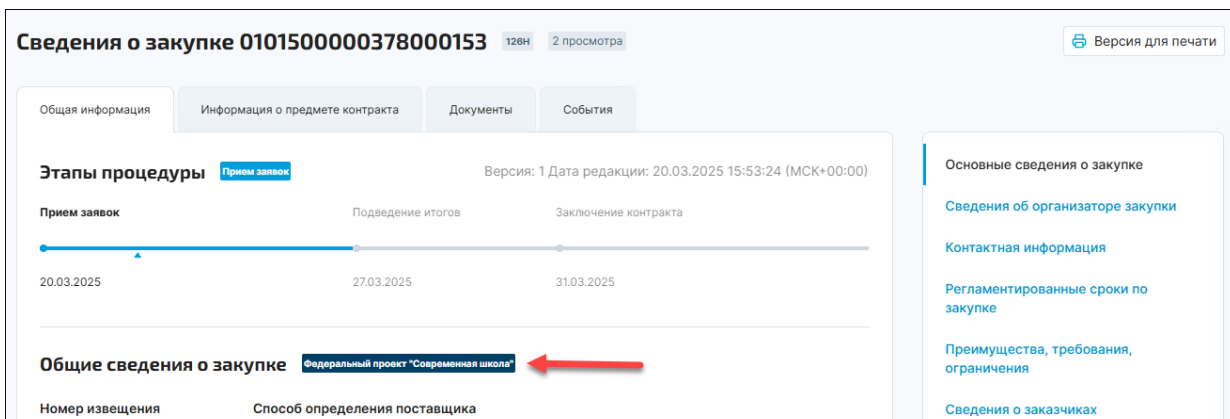 Сведения о закупке 0101500000378000153 126Н 2 просмотра
Версия для печати
Общая информация Информация о предмете контракта Документы События
Этапы процедуры Прием заявок Версия: 1 Дата редакции: 20.03.2025 15:53:24 (МСК+00:00)
Прием заявок Подведение итогов Заключение контракта
20.03.2025 27.03.2025 31.03.2025
Общие сведения о закупке Федеральный проект "Современная школа"
Номер извещения Способ определения поставщика
Основные сведения о закупке
Сведения об организаторе закупки
Контактная информация
Регламентированные сроки по
закупке
Преимущества, требования,
ограничения
Сведения о заказчиках